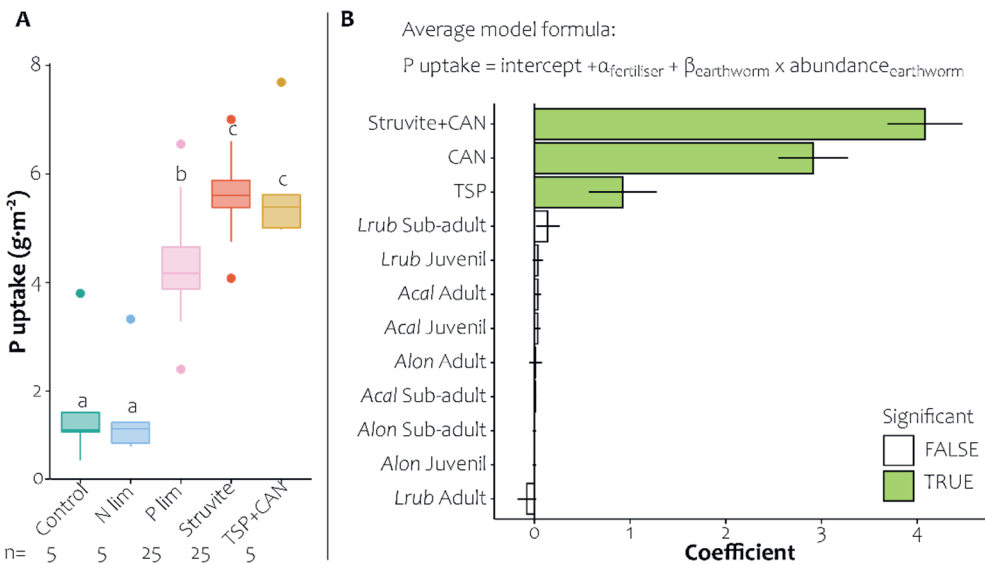 A
P uptake (g·m-2)
8
6
4
2
0
a
a
b
c
c
Control
N lim
P lim
Struvite
TSP+CAN
n= 5 5 25 25 5
B
Average model formula:
P uptake = intercept +αfertiliser + βearthworm x abundanceearthworm
Struvite+CAN
CAN
TSP
Lrub Sub-adult
Lrub Juvenil
Acal Adult
Acal Juvenil
Alon Adult
Acal Sub-adult
Alon Sub-adult
Alon Juvenil
Lrub Adult
Significant
FALSE
TRUE
0 1 2 3 4
Coefficient